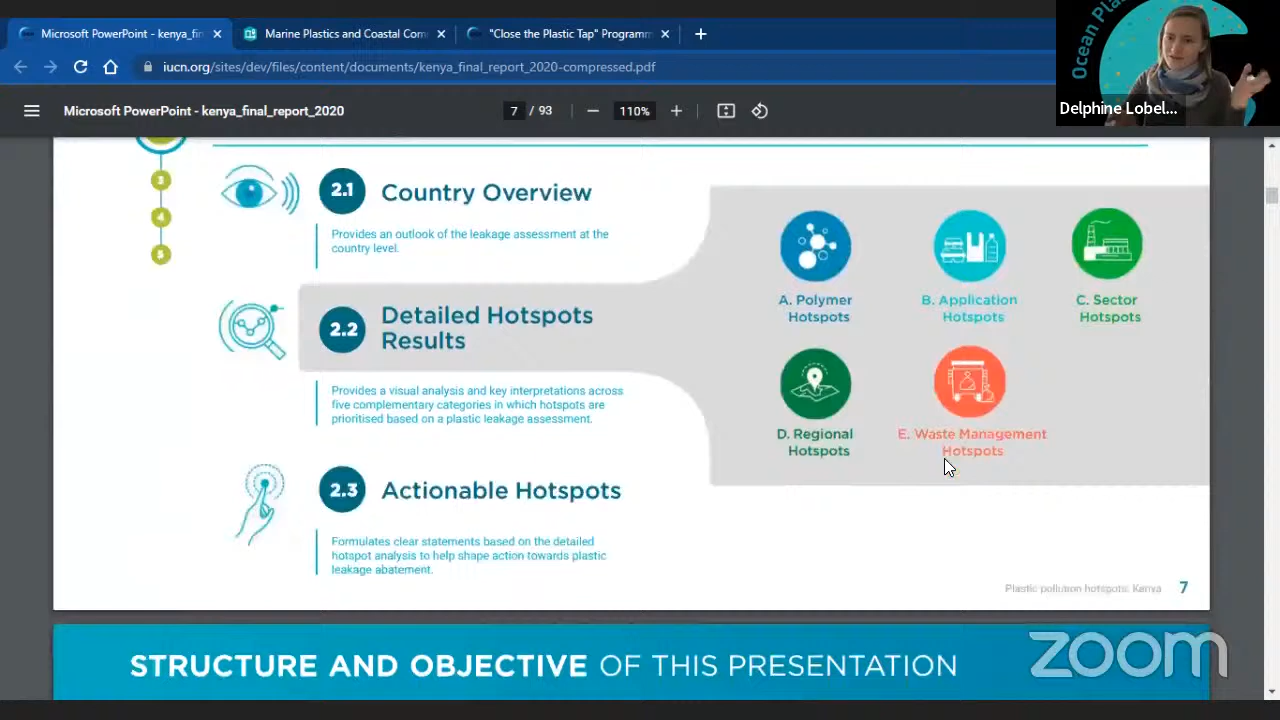 Microsoft PowerPoint - kenya_fin
Marine Plastics and Coastal Com
"Close the Plastic Tap" Programm
iucn.org/sites/dev/files/content/documents/kenya_final_report_2020-compressed.pdf
Ocean Pla
Delphine Lobel...
Microsoft PowerPoint - kenya_final_report_2020
7 / 93
110%
3
4
5
2.1 Country Overview
Provides an outlook of the leakage assessment at the
country level.
2.2 Detailed Hotspots
Results
Provides a visual analysis and key interpretations across
five complementary categories in which hotspots are
prioritised based on a plastic leakage assessment.
2.3 Actionable Hotspots
Formulates clear statements based on the detailed
hotspot analysis to help shape action towards plastic
leakage abatement.
A. Polymer
Hotspots
B. Application
Hotspots
C. Sector
Hotspots
D. Regional
Hotspots
E. Waste Management
Hotspots
Plastic pollution hotspots: Kenya 7
STRUCTURE AND OBJECTIVE OF THIS PRESENTATION
zoom